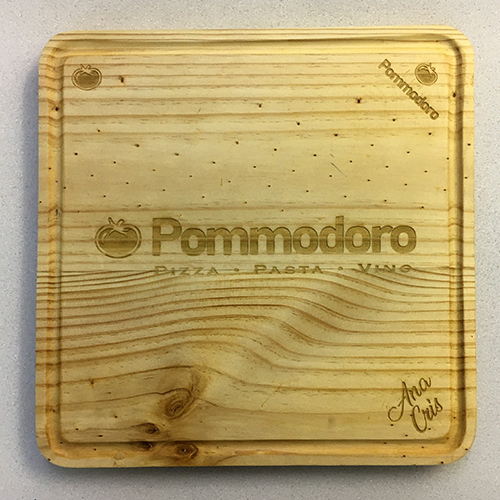 Pommodoro
Pommodoro
PIZZA • PASTA • VINO
Ana
Cris